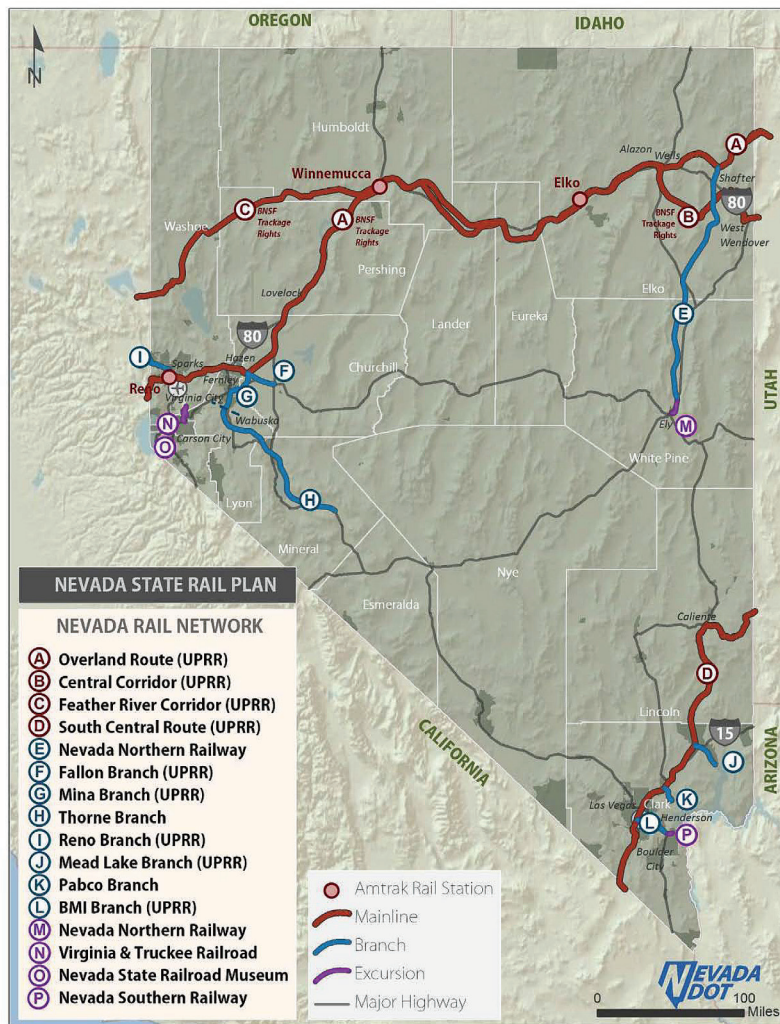 OREGON
IDAHO
N
Humboldt
Alazon
Wells
A
Winnemucca
Elko
Shafter
C
BNSF
Trackage
Rights
A
BNSF
Trackage
Rights
BNSF
Trackage
Rights
B
80
West
Wendover
Washoe
Pershing
Elko
Lovelock
Lander
Eureka
E
80
I
Sparks
Hazen
Churchill
F
Reno
Fernley
G
Virginia City
UTAH
N
Wabuska
Ely
M
Carson City
O
White Pine
Lyon
H
Mineral
Nye
Esmeralda
Caliente
D
Lincoln
15
J
CALIFORNIA
ARIZONA
K
Las Vegas
Clark
L
Henderson
P
Boulder
City
NEVADA STATE RAIL PLAN
NEVADA RAIL NETWORK
A Overland Route (UPRR)
B Central Corridor (UPRR)
C Feather River Corridor (UPRR)
D South Central Route (UPRR)
E Nevada Northern Railway
F Fallon Branch (UPRR)
G Mina Branch (UPRR)
H Thorne Branch
I Reno Branch (UPRR)
J Mead Lake Branch (UPRR)
K Pabco Branch
L BMI Branch (UPRR)
M Nevada Northern Railway
N Virginia & Truckee Railroad
O Nevada State Railroad Museum
P Nevada Southern Railway
Amtrak Rail Station
Mainline
Branch
Excursion
Major Highway
NEVADA
DOT
0 100
Miles